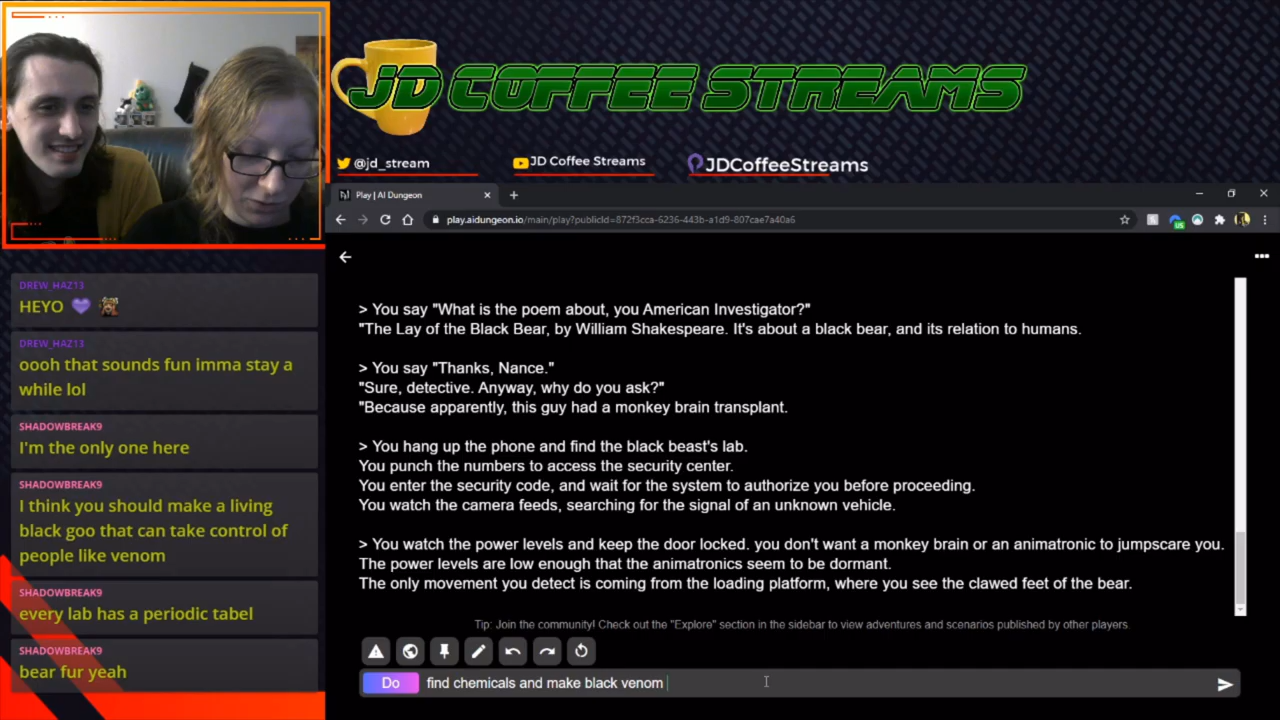 JD COFFEE STREAMS
@jd_stream
JD Coffee Streams
JDCoffeeStreams
Play | AI Dungeon
play.aidungeon.io/main/play?publicId=872f3cca-6236-443b-a1d9-807cae7a40a6
US
DREW_HAZ13
HEYO
DREW_HAZ13
oooh that sounds fun imma stay a
while lol
SHADOWBREAK9
I'm the only one here
SHADOWBREAK9
I think you should make a living
black goo that can take control of
people like venom
SHADOWBREAK9
every lab has a periodic tabel
SHADOWBREAK9
bear fur yeah
> You say "What is the poem about, you American Investigator?"
"The Lay of the Black Bear, by William Shakespeare. It's about a black bear, and its relation to humans.
> You say "Thanks, Nance."
"Sure, detective. Anyway, why do you ask?"
"Because apparently, this guy had a monkey brain transplant.
> You hang up the phone and find the black beast's lab.
You punch the numbers to access the security center.
You enter the security code, and wait for the system to authorize you before proceeding.
You watch the camera feeds, searching for the signal of an unknown vehicle.
> You watch the power levels and keep the door locked. you don't want a monkey brain or an animatronic to jumpscare you.
The power levels are low enough that the animatronics seem to be dormant.
The only movement you detect is coming from the loading platform, where you see the clawed feet of the bear.
Tip: Join the community! Check out the "Explore" section in the sidebar to view adventures and scenarios published by other players.
Do
find chemicals and make black venom